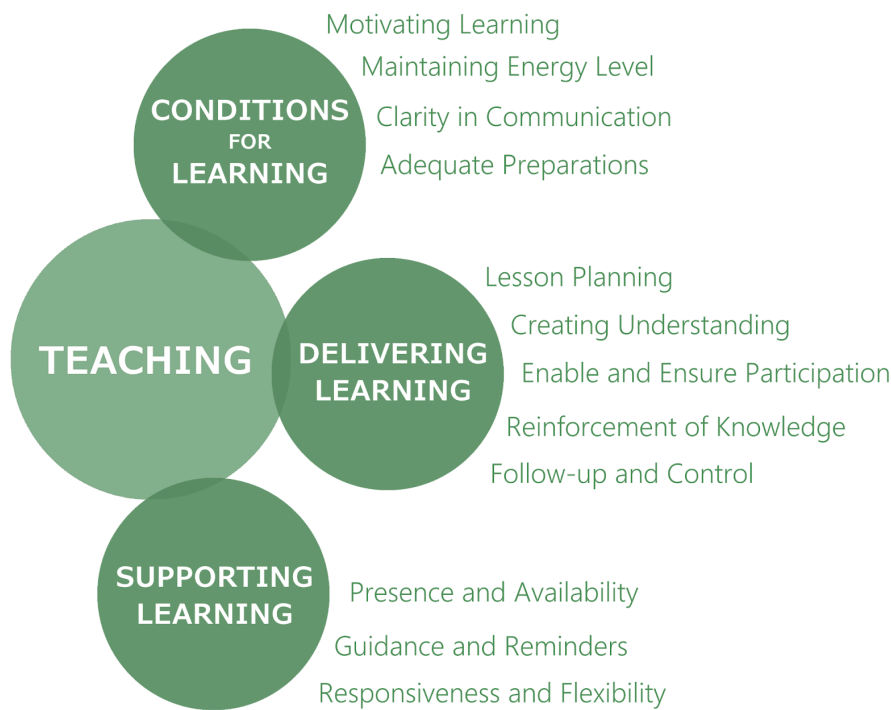 TEACHING
CONDITIONS
FOR
LEARNING
Motivating Learning
Maintaining Energy Level
Clarity in Communication
Adequate Preparations
DELIVERING
LEARNING
Lesson Planning
Creating Understanding
Enable and Ensure Participation
Reinforcement of Knowledge
Follow-up and Control
SUPPORTING
LEARNING
Presence and Availability
Guidance and Reminders
Responsiveness and Flexibility